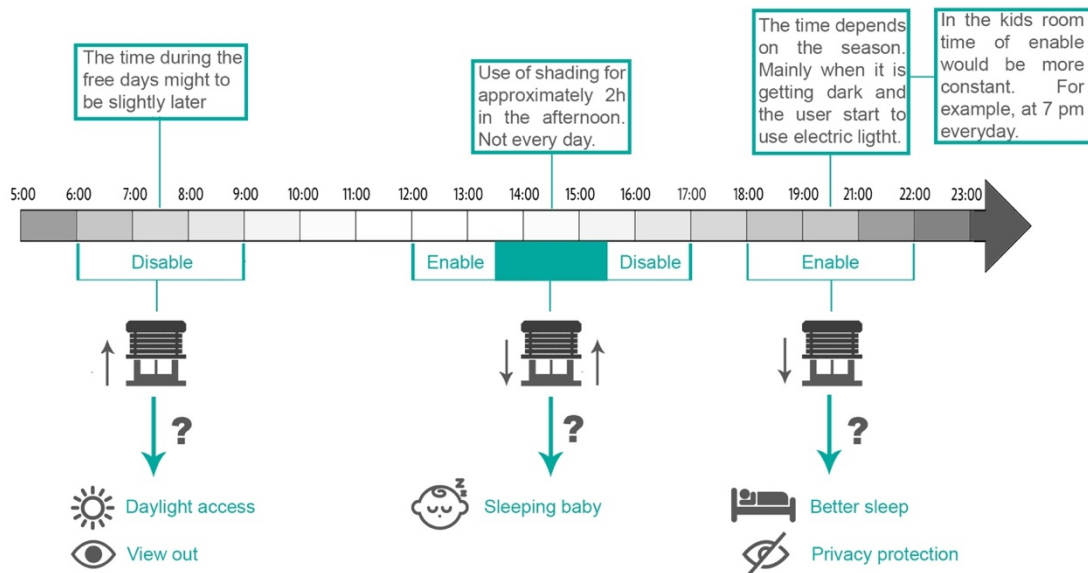 The time during the
free days might to
be slightly later
Use of shading for
approximately 2h
in the afternoon.
Not every day.
The time depends
on the season.
Mainly when it is
getting dark and
the user start to
use electric ligtht.
In the kids room
time of enable
would be more
constant. For
example, at 7 pm
everyday.
5:00 6:00 7:00 8:00 9:00 10:00 11:00 12:00 13:00 14:00 15:00 16:00 17:00 18:00 19:00 21:00 22:00 23:00
Disable
Enable
Disable
Enable
?
?
?
Daylight access
View out
z z z
Sleeping baby
Better sleep
Privacy protection